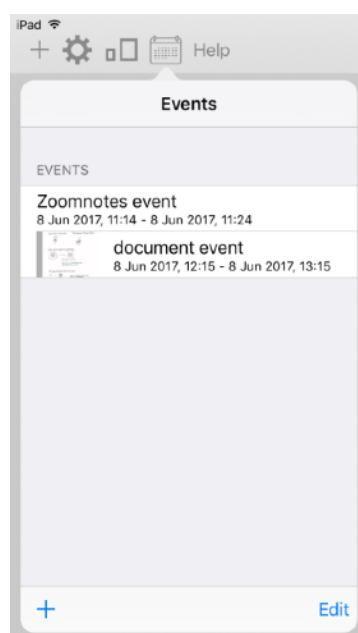 iPad
Help
Events
EVENTS
Zoomnotes event
8 Jun 2017, 11:14 - 8 Jun 2017, 11:24
document event
8 Jun 2017, 12:15 - 8 Jun 2017, 13:15
Edit